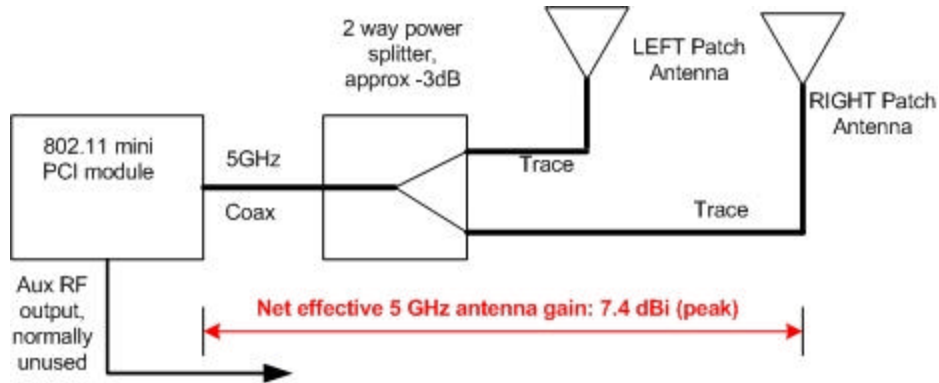 2 way power
splitter,
approx -3dB
LEFT Patch
Antenna
RIGHT Patch
Antenna
802.11 mini
PCI module
5GHz
Coax
Trace
Trace
Aux RF
output,
normally
unused
Net effective 5 GHz antenna gain: 7.4 dBi (peak)